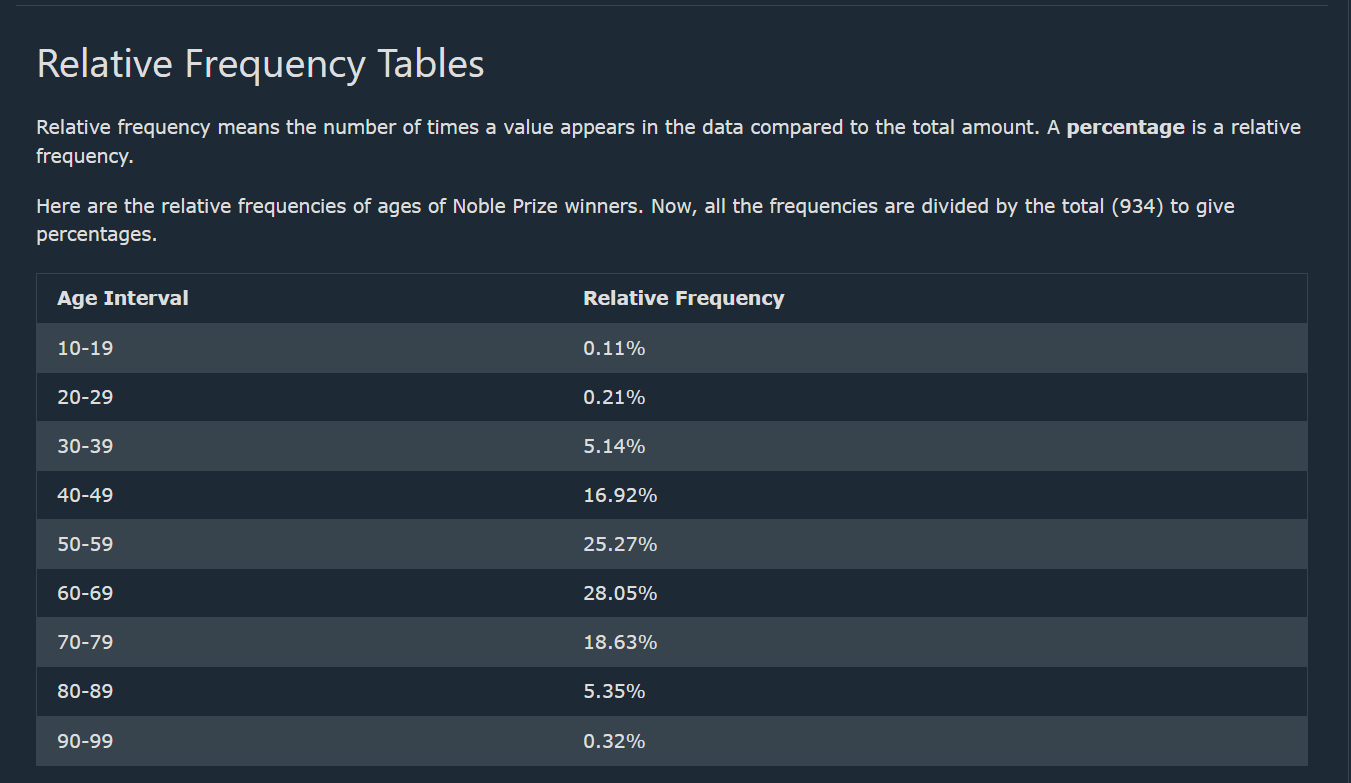 Relative Frequency Tables
Relative frequency means the number of times a value appears in the data compared to the total amount. A percentage is a relative
frequency.
Here are the relative frequencies of ages of Noble Prize winners. Now, all the frequencies are divided by the total (934) to give
percentages.
Age Interval Relative Frequency
10-19 0.11%
20-29 0.21%
30-39 5.14%
40-49 16.92%
50-59 25.27%
60-69 28.05%
70-79 18.63%
80-89 5.35%
90-99 0.32%